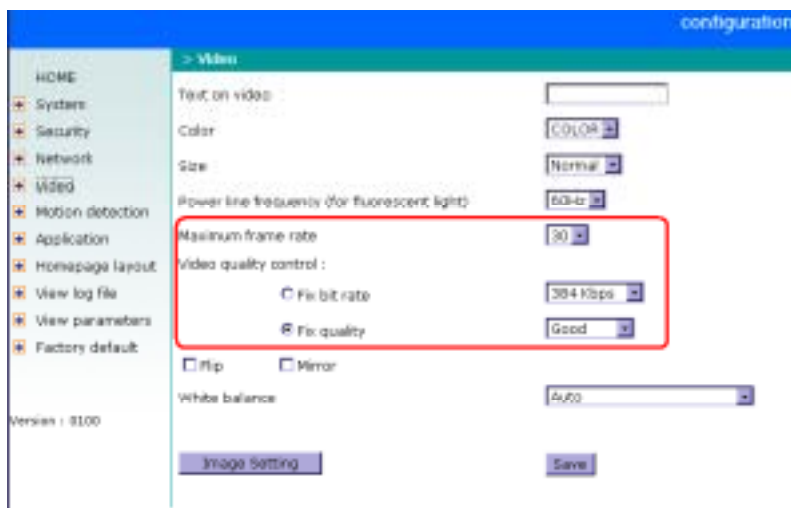 configuration
> Video
HOME
System
Security
Network
Video
Motion detection
Application
Homepage layout
View log file
View parameters
Factory default
Version : 0100
Text on video
Color COLOR
Size Normal
Power line frequency (for fluorescent light) 60Hz
Maximum frame rate 30
Video quality control :
Fix bit rate 384 Kbps
Fix quality Good
Flip Mirror
White balance Auto
Image Setting Save